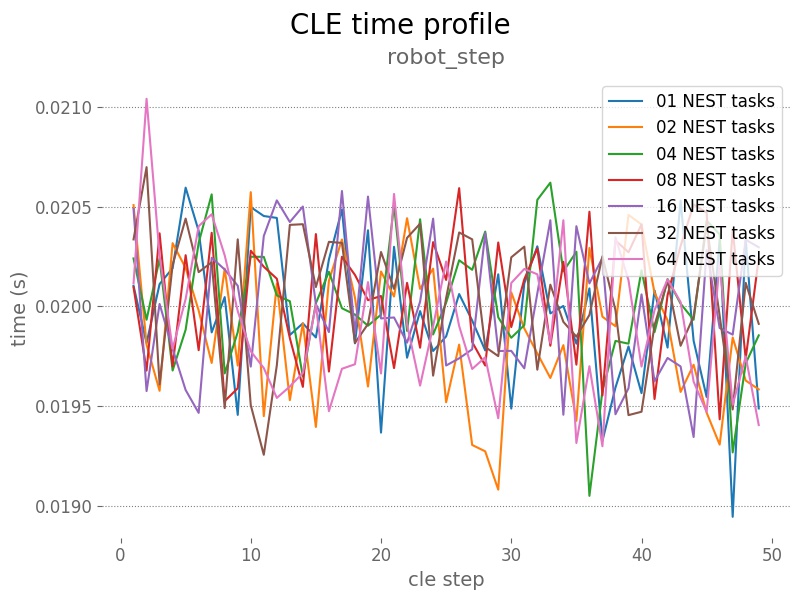 CLE time profile
robot_step
01 NEST tasks
02 NEST tasks
04 NEST tasks
08 NEST tasks
16 NEST tasks
32 NEST tasks
64 NEST tasks
0.0210
0.0205
0.0200
0.0195
0.0190
time (s)
0 10 20 30 40 50
cle step